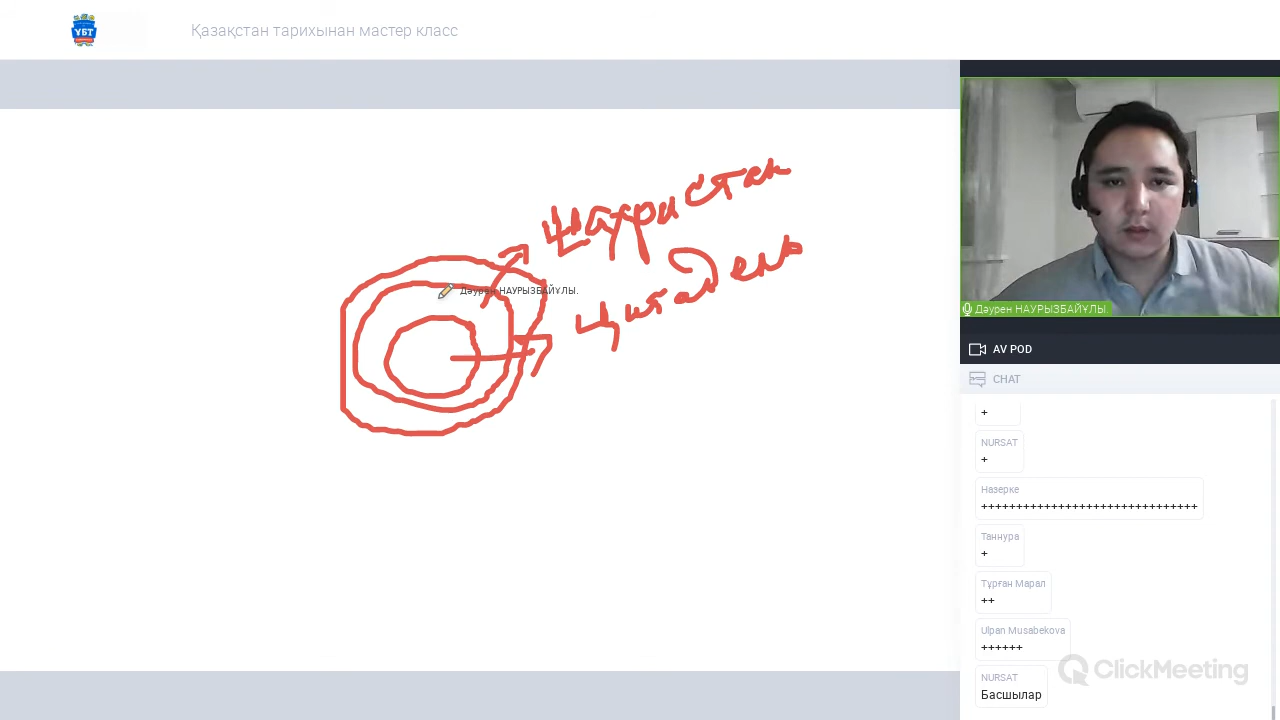 ҰБТ
Қазақстан тарихынан мастер класс
Шахристан
цитадель
Дәурен НАУРЫЗБАЙҰЛЫ.
Дәурен НАУРЫЗБАЙҰЛЫ.
AV POD
CHAT
+
NURSAT
+
Назерке
+++++++++++++++++++++++++++++++
Таннура
+
Тұрған Марал
++
Ulpan Musabekova
++++++
NURSAT
Басшылар
ClickMeeting